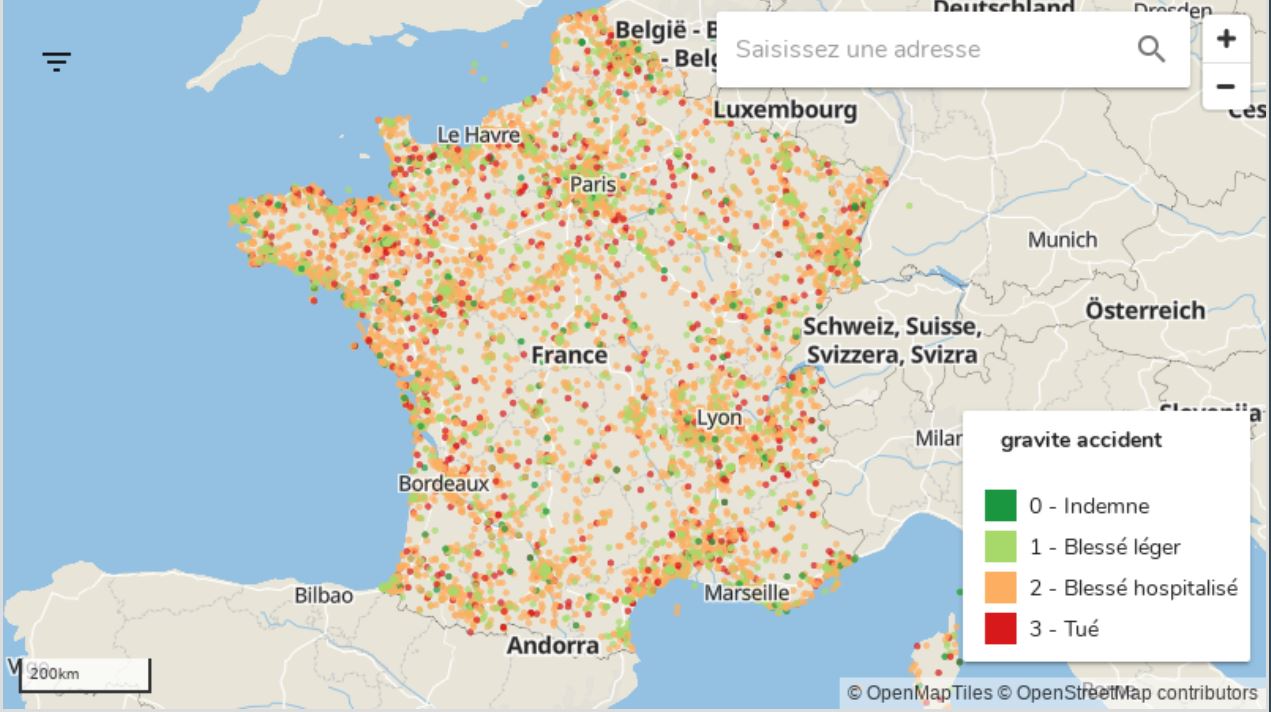 Deutschland
Dresden
België - B
- Belg
Saisissez une adresse
+
−
Luxembourg
Čes
Le Havre
Paris
Munich
Österreich
Schweiz, Suisse,
Svizzera, Svizra
France
Lyon
Slovenija
Milan
gravite accident
0 - Indemne
1 - Blessé léger
2 - Blessé hospitalisé
3 - Tué
Bordeaux
Bilbao
Marseille
Andorra
200km
© OpenMapTiles © OpenStreetMap contributors